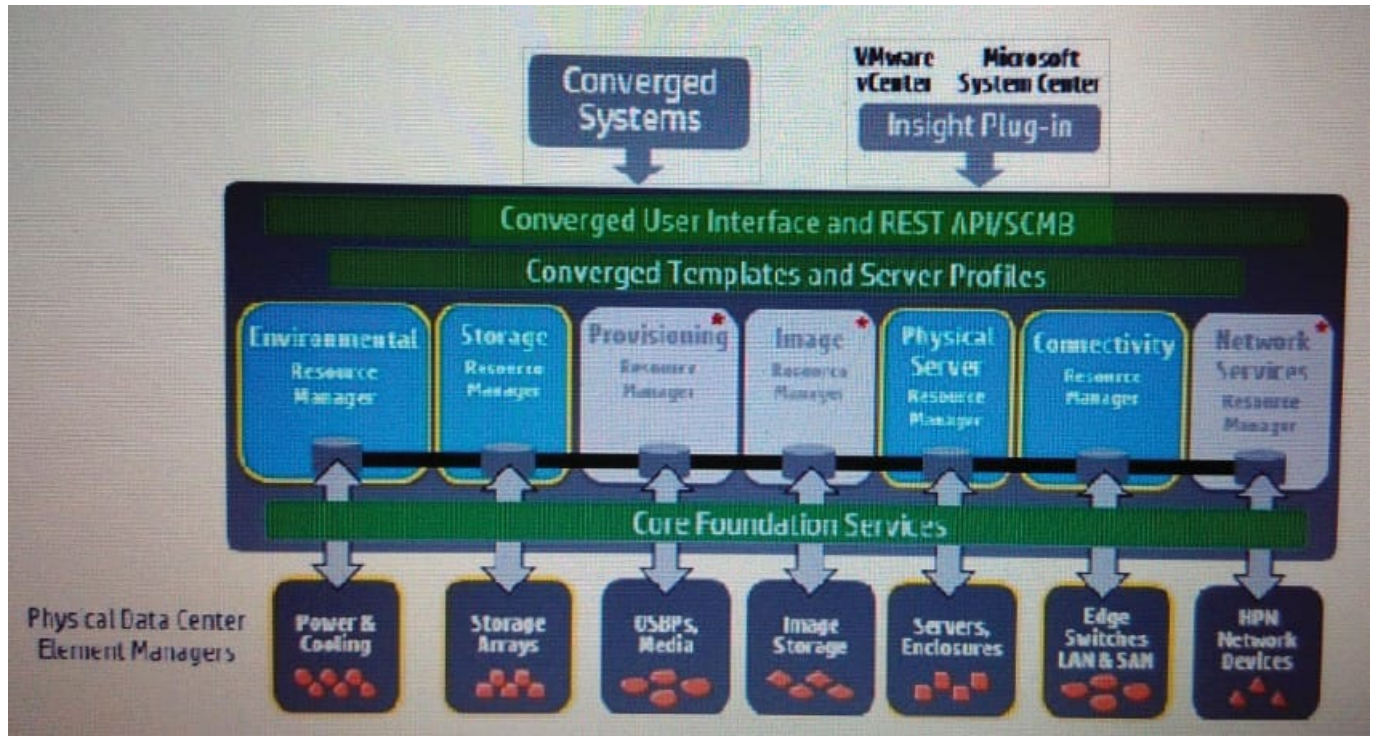 Converged
Systems
VMware
vCenter
Microsoft
System Center
Insight Plug-in
Converged User Interface and REST API/SCMB
Converged Templates and Server Profiles
Environmental
Resource
Manager
Storage
Resource
Manager
Provisioning *
Resource
Manager
Image *
Resource
Manager
Physical
Server
Resource
Manager
Connectivity
Resource
Manager
Network *
Services
Resource
Manager
Core Foundation Services
Physical Data Center
Element Managers
Power &
Cooling
Storage
Arrays
OSBPs,
Media
Image
Storage
Servers,
Enclosures
Edge
Switches
LAN & SAN
HPN
Network
Devices